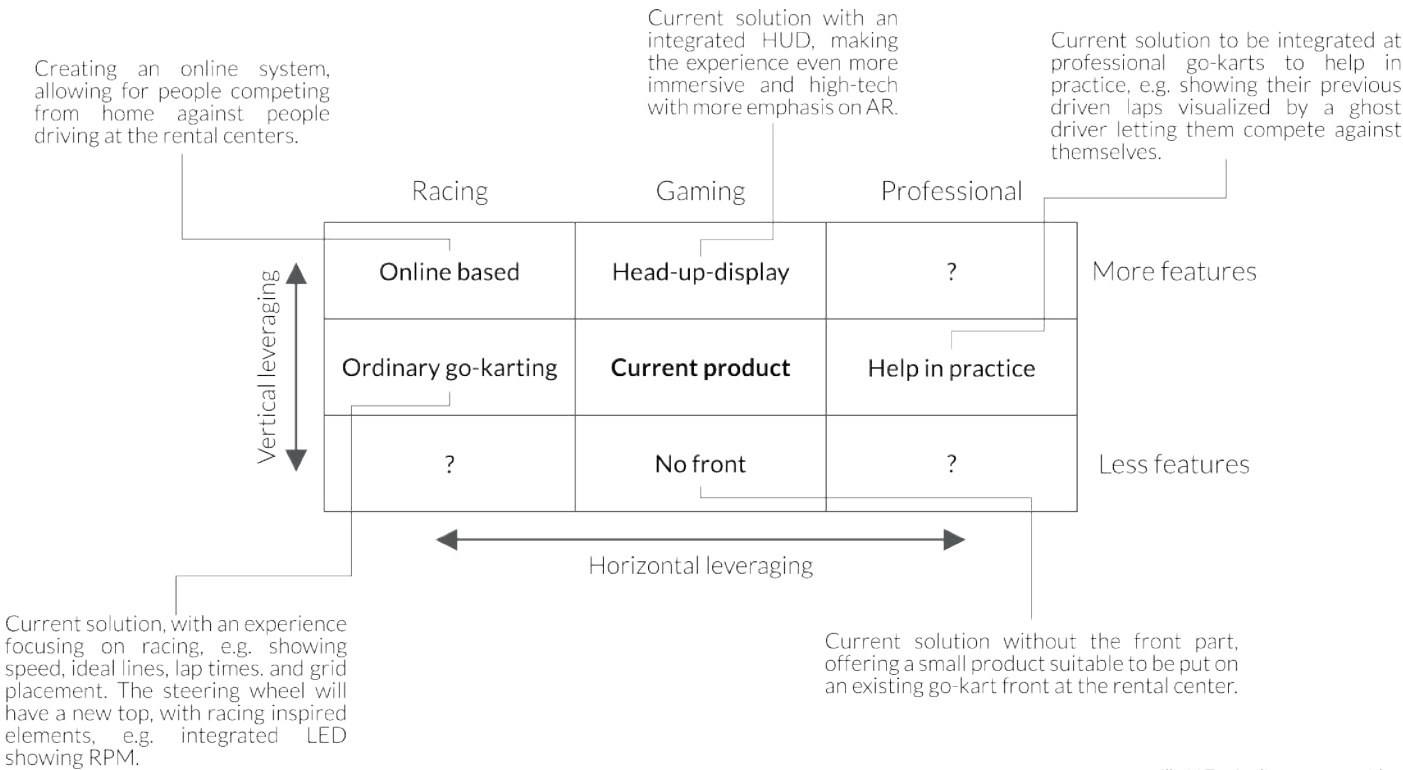 Current solution with an
integrated HUD, making
the experience even more
immersive and high-tech
with more emphasis on AR.
Creating an online system,
allowing for people competing
from home against people
driving at the rental centers.
Current solution to be integrated at
professional go-karts to help in
practice, e.g. showing their previous
driven laps visualized by a ghost
driver letting them compete against
themselves.
Racing
Gaming
Professional
Online based
Head-up-display
?
More features
Vertical leveraging
Ordinary go-karting
Current product
Help in practice
?
No front
?
Less features
Horizontal leveraging
Current solution, with an experience
focusing on racing, e.g. showing
speed, ideal lines, lap times. and grid
placement. The steering wheel will
have a new top, with racing inspired
elements, e.g. integrated LED
showing RPM.
Current solution without the front part,
offering a small product suitable to be put on
an existing go-kart front at the rental center.